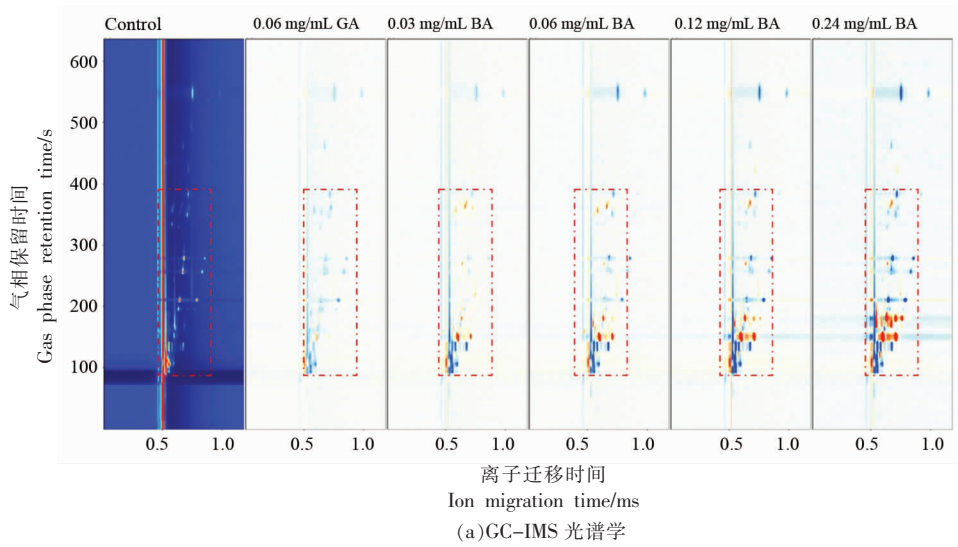 Control
0.06 mg/mL GA
0.03 mg/mL BA
0.06 mg/mL BA
0.12 mg/mL BA
0.24 mg/mL BA
气相保留时间
Gas phase retention time/s
600
500
400
300
200
100
0.5 1.0
0.5 1.0
0.5 1.0
0.5 1.0
0.5 1.0
0.5 1.0
离子迁移时间
Ion migration time/ms
(a)GC-IMS 光谱学